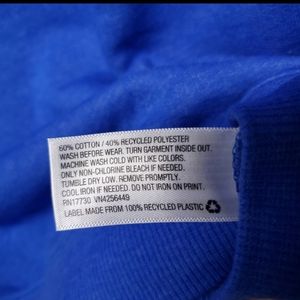 60% COTTON / 40% RECYCLED POLYESTER
WASH BEFORE WEAR. TURN GARMENT INSIDE OUT.
MACHINE WASH COLD WITH LIKE COLORS.
ONLY NON-CHLORINE BLEACH IF NEEDED.
TUMBLE DRY LOW. REMOVE PROMPTLY.
COOL IRON IF NEEDED. DO NOT IRON ON PRINT.
RN17730 VN4256449
LABEL MADE FROM 100% RECYCLED PLASTIC